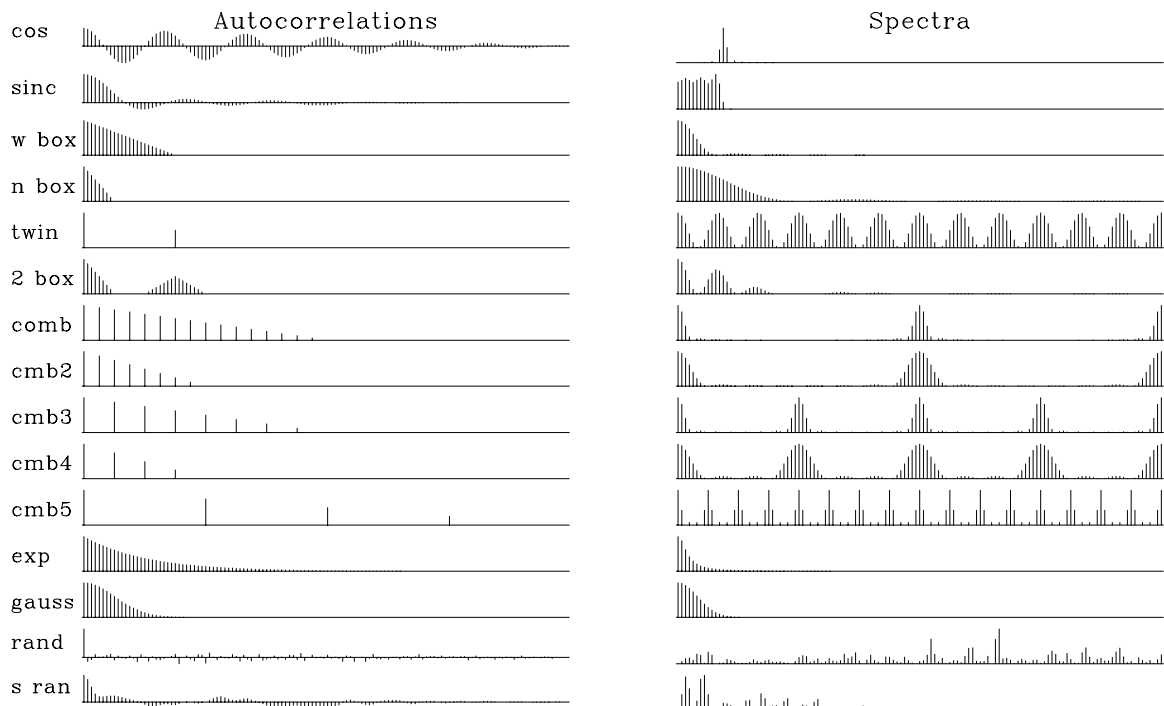 Autocorrelations
Spectra
cos
sinc
w box
n box
twin
2 box
comb
cmb2
cmb3
cmb4
cmb5
exp
gauss
rand
s ran